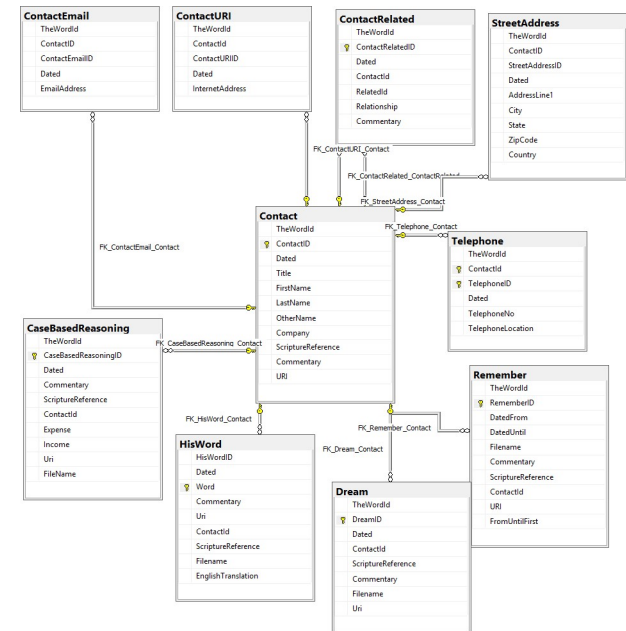 ContactEmail
TheWordId
ContactID
ContactEmailID
Dated
EmailAddress
ContactURI
TheWordId
ContactId
ContactURIID
Dated
InternetAddress
ContactRelated
TheWordId
ContactRelatedID
Dated
ContactId
RelatedId
Relationship
Commentary
StreetAddress
TheWordId
ContactID
StreetAddressID
Dated
AddressLine1
City
State
ZipCode
Country
FK_ContactURI_Contact
FK_ContactRelated_ContactRelated
FK_StreetAddress_Contact
FK_Telephone_Contact
FK_ContactEmail_Contact
Contact
TheWordId
ContactID
Dated
Title
FirstName
LastName
OtherName
Company
ScriptureReference
Commentary
URI
Telephone
TheWordId
ContactId
TelephoneID
Dated
TelephoneNo
TelephoneLocation
CaseBasedReasoning
TheWordId
CaseBasedReasoningID
Dated
Commentary
ScriptureReference
ContactId
Expense
Income
Uri
FileName
FK_CaseBasedReasoning_Contact
FK_HisWord_Contact
FK_Remember_Contact
FK_Dream_Contact
Remember
TheWordId
RememberID
DatedFrom
DatedUntil
Filename
Commentary
ScriptureReference
ContactId
URI
FromUntilFirst
HisWord
HisWordID
Dated
Word
Commentary
Uri
ContactId
ScriptureReference
Filename
EnglishTranslation
Dream
TheWordId
DreamID
Dated
ContactId
ScriptureReference
Commentary
Filename
Uri